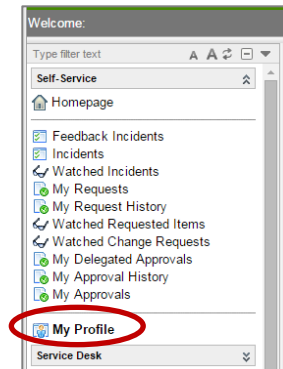 Welcome:
Type filter text A A
Self-Service
Homepage
Feedback Incidents
Incidents
Watched Incidents
My Requests
My Request History
Watched Requested Items
Watched Change Requests
My Delegated Approvals
My Approval History
My Approvals
My Profile
Service Desk